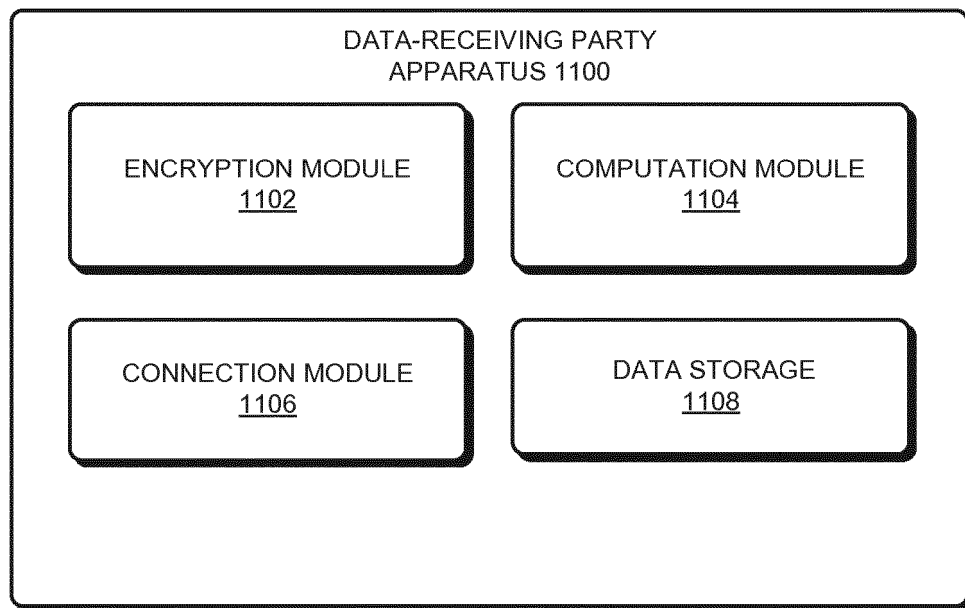 DATA-RECEIVING PARTY
APPARATUS 1100
ENCRYPTION MODULE
1102
COMPUTATION MODULE
1104
CONNECTION MODULE
1106
DATA STORAGE
1108